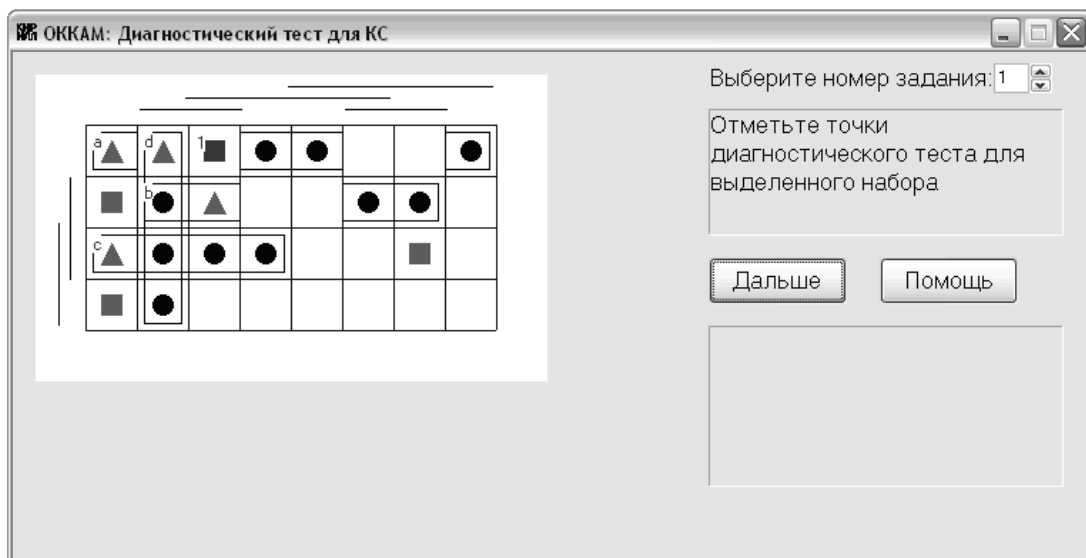 ОККАМ: Диагностический тест для КС
Выберите номер задания: 1
Отметьте точки
диагностического теста для
выделенного набора
Дальше Помощь
a d 1
b
c